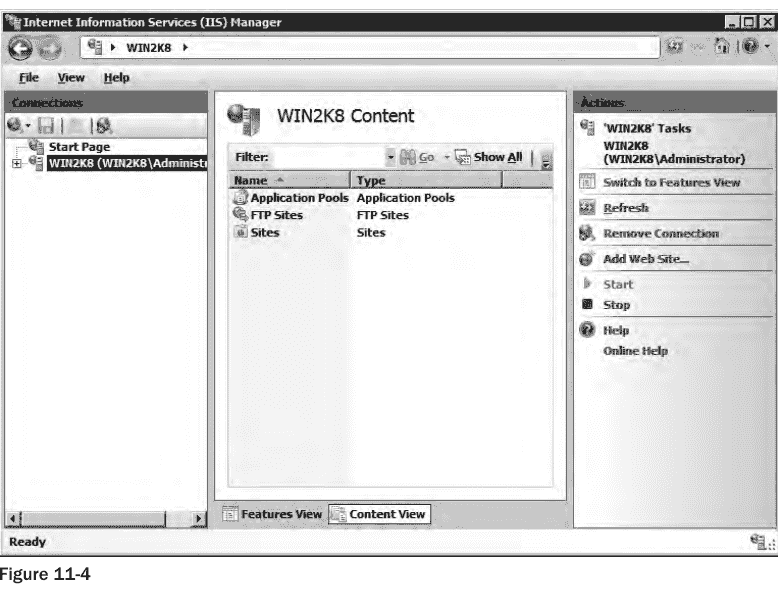 Internet Information Services (IIS) Manager
WIN2K8
File View Help
Connections
Start Page
WIN2K8 (WIN2K8\Administr
WIN2K8 Content
Filter: Go Show All
Name Type
Application Pools Application Pools
FTP Sites FTP Sites
Sites Sites
Features View Content View
Actions
'WIN2K8' Tasks
WIN2K8
(WIN2K8\Administrator)
Switch to Features View
Refresh
Remove Connection
Add Web Site...
Start
Stop
Help
Online Help
Ready
Figure 11-4